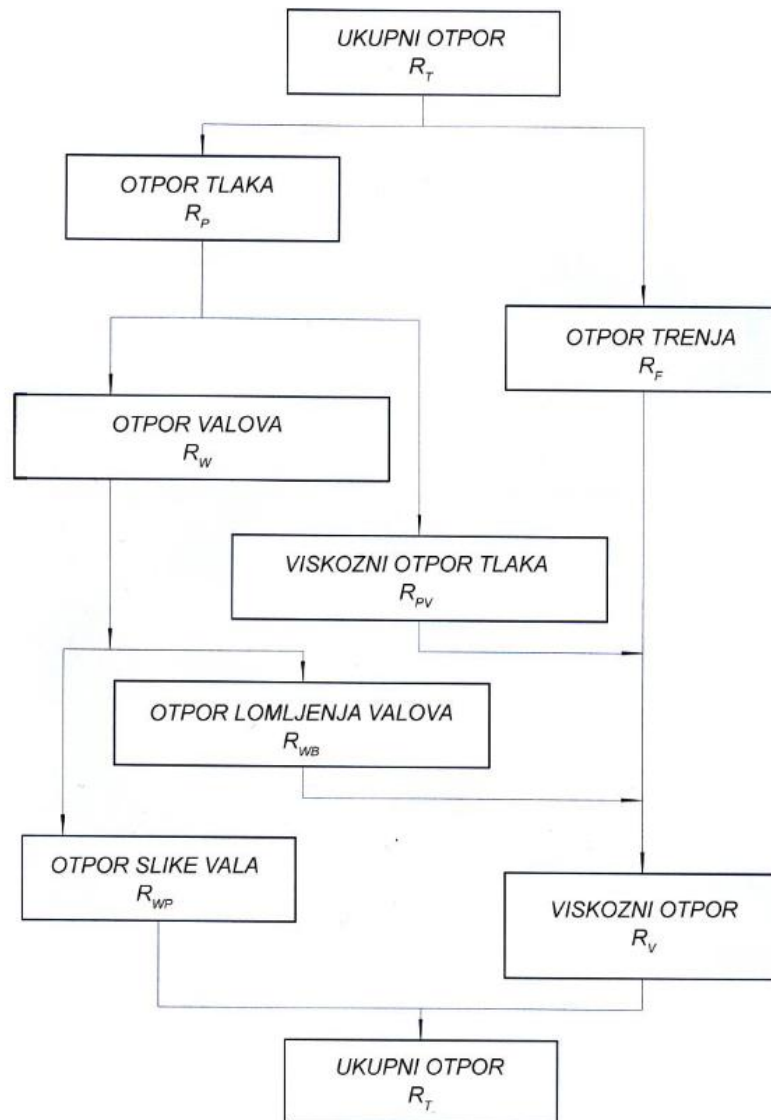 UKUPNI OTPOR
R_T
OTPOR TLAKA
R_P
OTPOR TRENJA
R_F
OTPOR VALOVA
R_W
VISKOZNI OTPOR TLAKA
R_PV
OTPOR LOMLJENJA VALOVA
R_WB
OTPOR SLIKE VALA
R_WP
VISKOZNI OTPOR
R_V
UKUPNI OTPOR
R_T